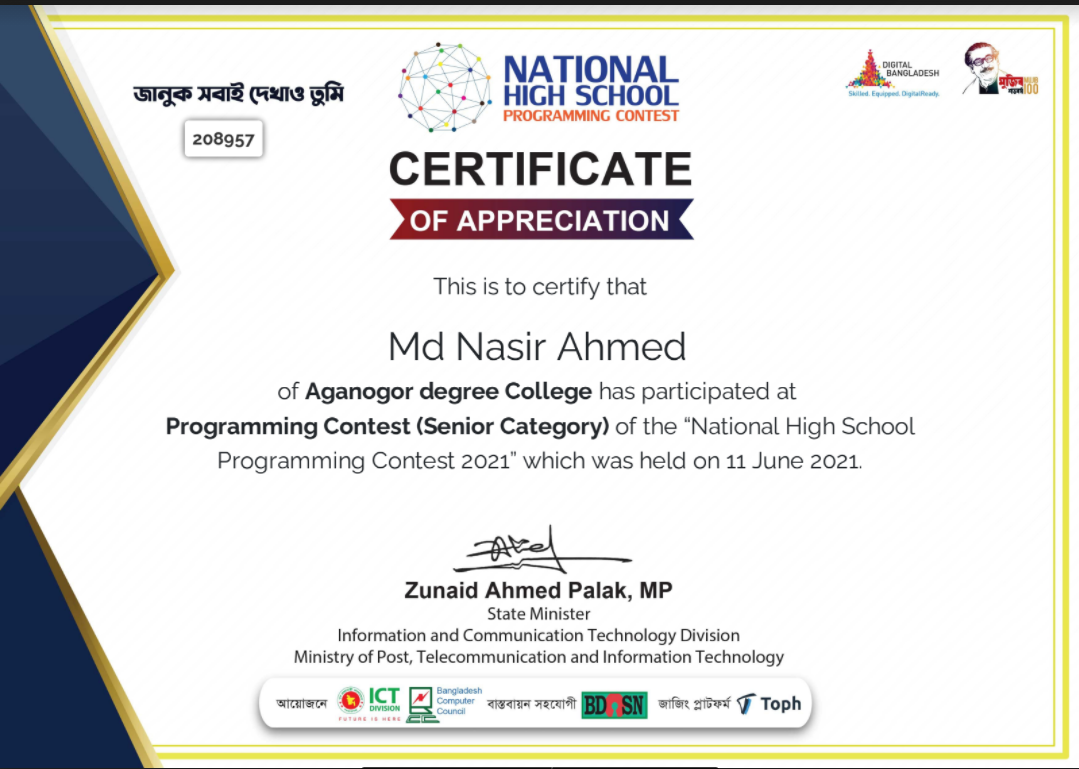 জানুক সবাই দেখাও তুমি
208957
NATIONAL
HIGH SCHOOL
PROGRAMMING CONTEST
DIGITAL
BANGLADESH
Skilled. Equipped. DigitalReady.
মুজিব
শতবর্ষ
MUJIB
100
CERTIFICATE
OF APPRECIATION
This is to certify that
Md Nasir Ahmed
of Aganogor degree College has participated at
Programming Contest (Senior Category) of the “National High School
Programming Contest 2021” which was held on 11 June 2021.
Zunaid Ahmed Palak, MP
State Minister
Information and Communication Technology Division
Ministry of Post, Telecommunication and Information Technology
আয়োজনে
ICT
DIVISION
FUTURE IS HERE
Bangladesh
Computer
Council
বাস্তবায়ন সহযোগী
BDOSN
জাজিং প্লাটফর্ম
Toph